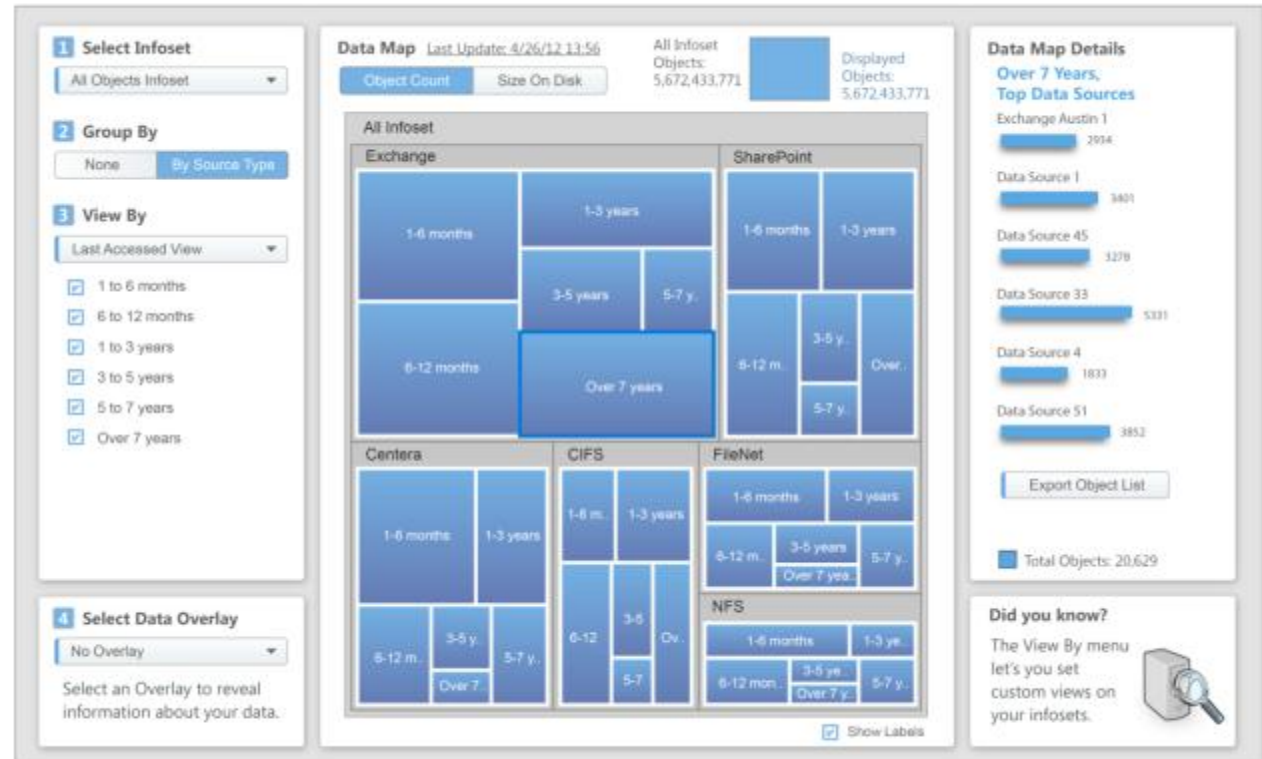 1 Select Infoset
All Objects Infoset
2 Group By
None By Source Type
3 View By
Last Accessed View
1 to 6 months
6 to 12 months
1 to 3 years
3 to 5 years
5 to 7 years
Over 7 years
4 Select Data Overlay
No Overlay
Select an Overlay to reveal
information about your data.
Data Map Last Update: 4/26/12 13:56
Object Count Size On Disk
All Infoset
Objects:
5,672,433,771
Displayed
Objects:
5,672,433,771
All Infoset
Exchange
1-6 months
1-3 years
3-5 years
5-7 y..
6-12 months
Over 7 years
SharePoint
1-6 months
1-3 years
6-12 m..
3-5 y..
Over..
5-7 y..
Centera
1-6 months
1-3 years
6-12 m..
3-5 y..
5-7 y..
Over 7..
CIFS
1-6 m..
1-3 years
6-12
3-5
Ov..
5-7
FileNet
1-6 months
1-3 years
6-12 m..
3-5 years
5-7 y..
Over 7 yea..
NFS
1-6 months
1-3 ye..
6-12 mon..
3-5 ye..
5-7 y..
Over 7 y..
Show Labels
Data Map Details
Over 7 Years,
Top Data Sources
Exchange Austin 1
2934
Data Source 1
3401
Data Source 45
3278
Data Source 33
5331
Data Source 4
1833
Data Source 51
3852
Export Object List
Total Objects: 20,629
Did you know?
The View By menu
let's you set
custom views on
your infosets.